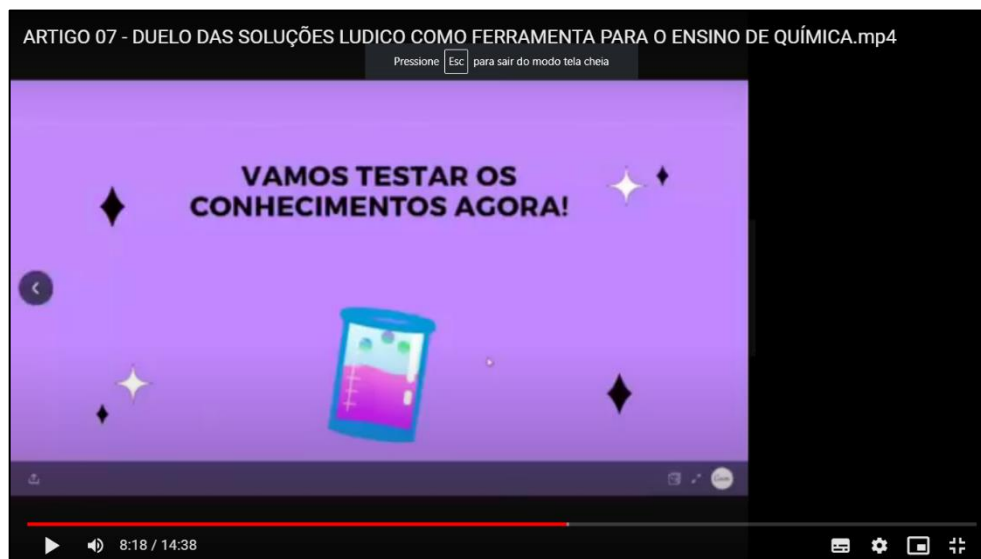 ARTIGO 07 - DUELO DAS SOLUÇÕES LUDICO COMO FERRAMENTA PARA O ENSINO DE QUÍMICA.mp4
Pressione Esc para sair do modo tela cheia
VAMOS TESTAR OS
CONHECIMENTOS AGORA!
8:18 / 14:38